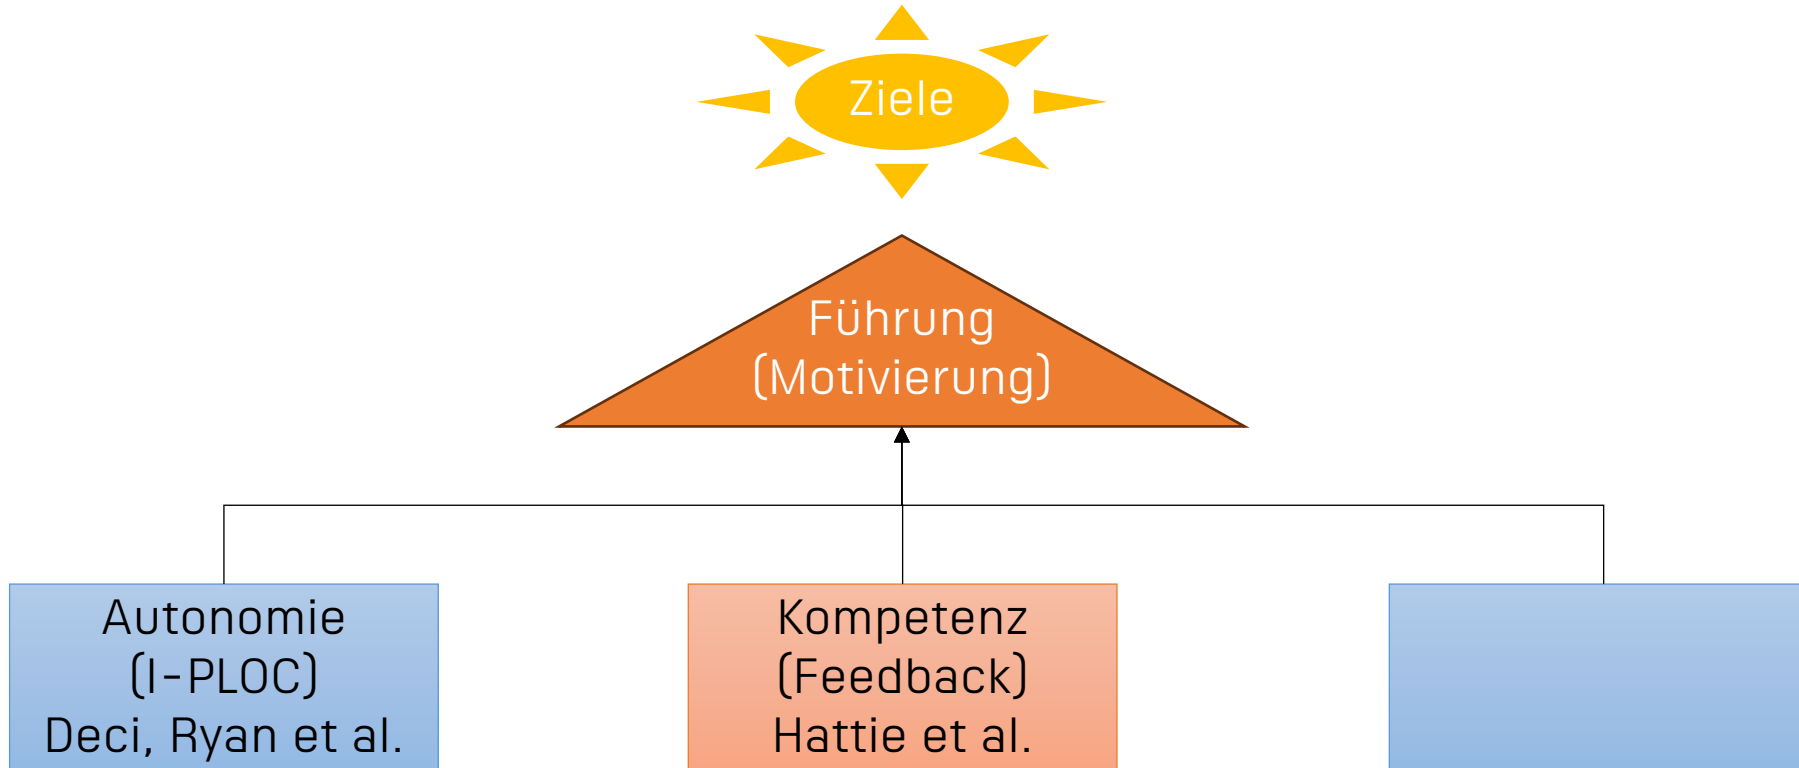 Ziele
Führung
(Motivierung)
Autonomie
(I-PLOC)
Deci, Ryan et al.
Kompetenz
(Feedback)
Hattie et al.